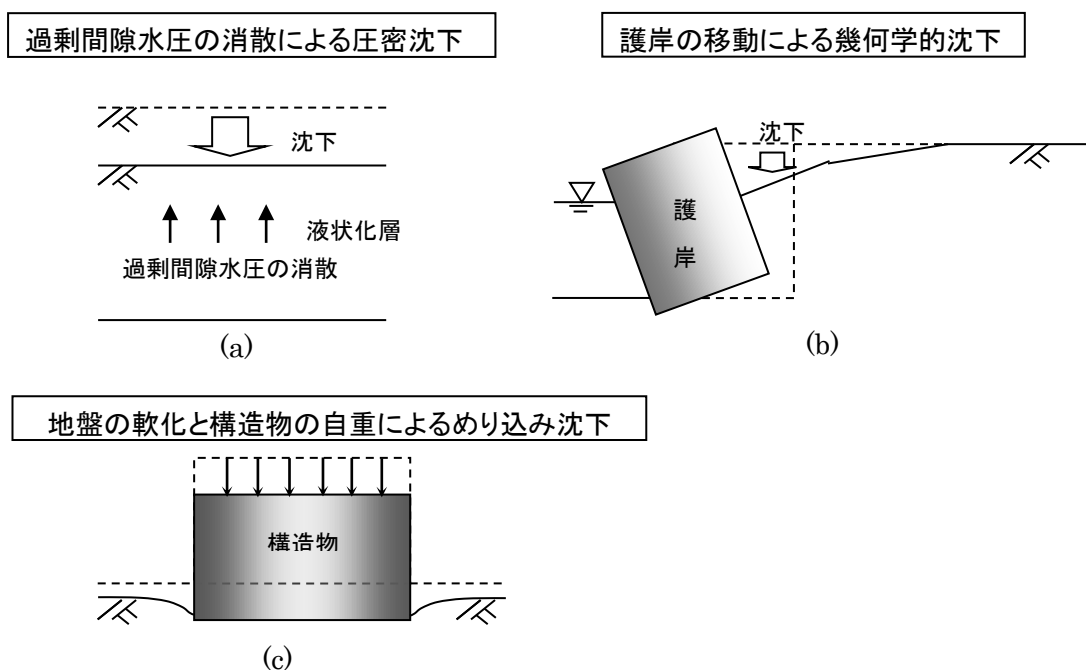 過剰間隙水圧の消散による圧密沈下
護岸の移動による幾何学的沈下
沈下
液状化層
過剰間隙水圧の消散
(a)
沈下
護
岸
(b)
地盤の軟化と構造物の自重によるめり込み沈下
構造物
(c)